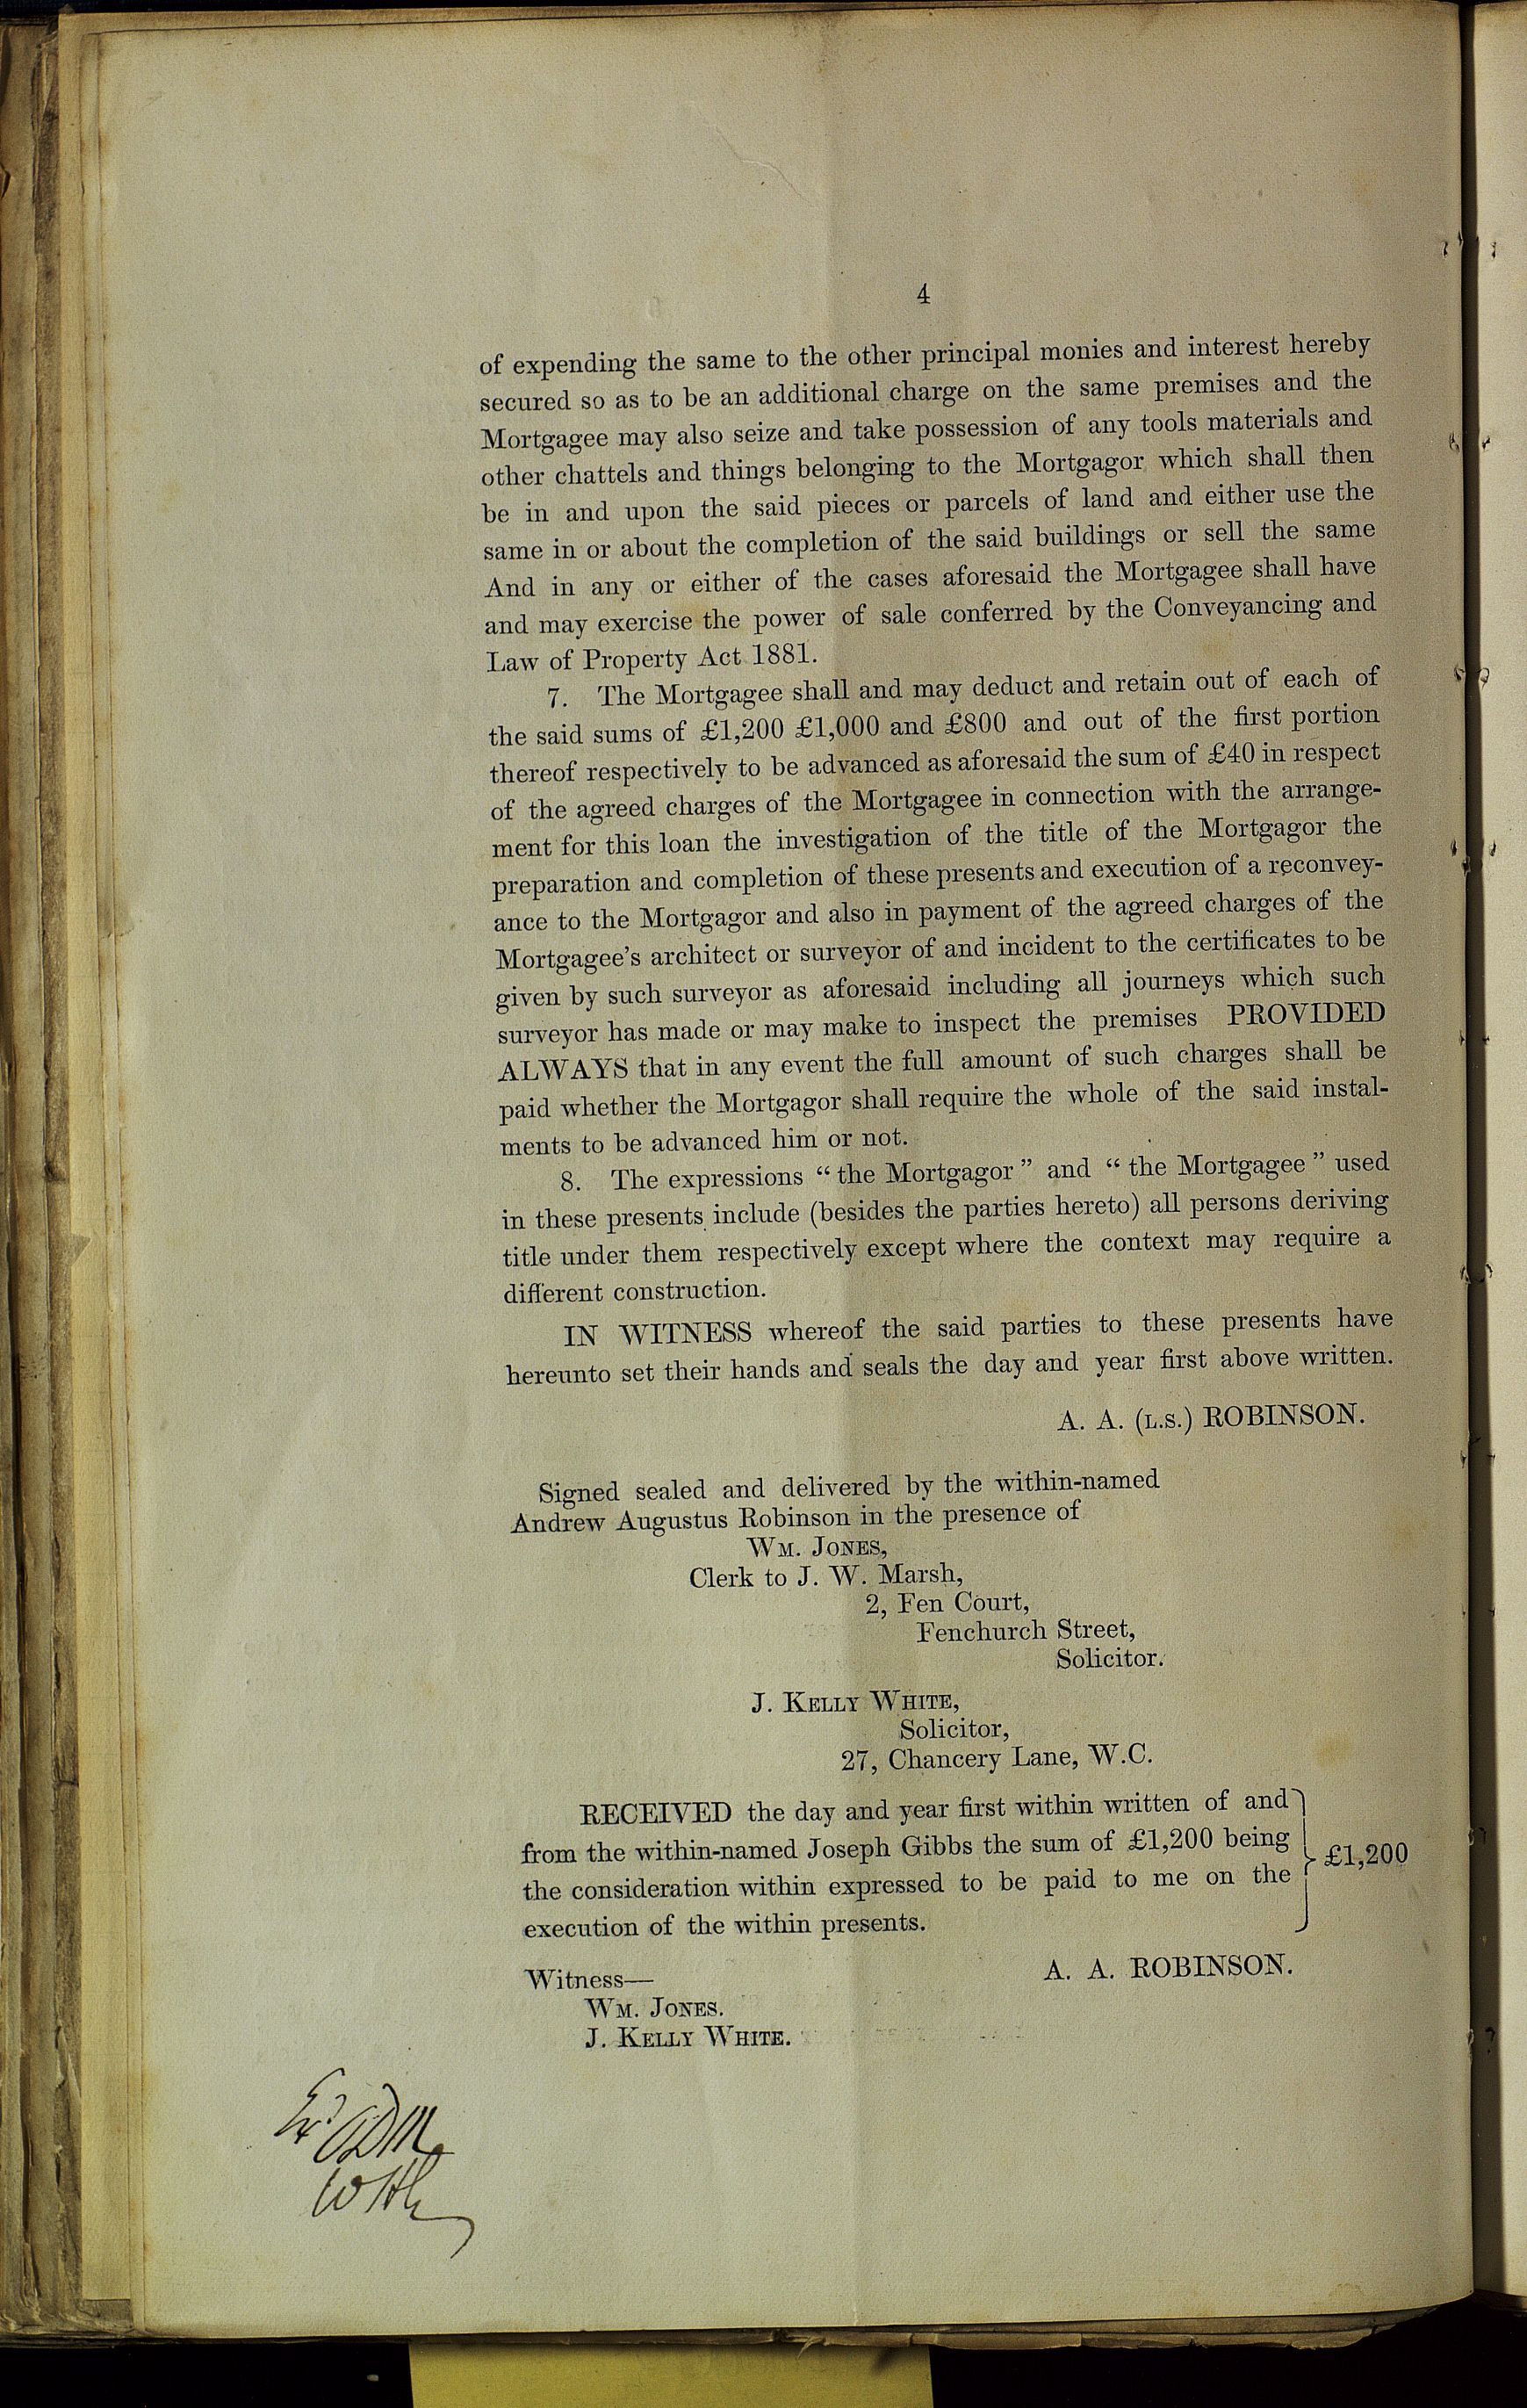 4
of expending the same to the other principal monies and interest hereby
secured so as to be an additional charge on the same premises and the
Mortgagee may also seize and take possession of any tools materials and
other chattels and things belonging to the Mortgagor which shall then
be in and upon the said pieces or parcels of land and either use the
same in or about the completion of the said buildings or sell the same
And in any or either of the cases aforesaid the Mortgagee shall have
and may exercise the power of sale conferred by the Conveyancing and
Law of Property Act 1881.
7. The Mortgagee shall and may deduct and retain out of each of
the said sums of £1,200 £1,000 and £800 and out of the first portion
thereof respectively to be advanced as aforesaid the sum of £40 in respect
of the agreed charges of the Mortgagee in connection with the arrange-
ment for this loan the investigation of the title of the Mortgagor the
preparation and completion of these presents and execution of a reconvey-
ance to the Mortgagor and also in payment of the agreed charges of the
Mortgagee's architect or surveyor of and incident to the certificates to be
given by such surveyor as aforesaid including all journeys which such
surveyor has made or may make to inspect the premises PROVIDED
ALWAYS that in any event the full amount of such charges shall be
paid whether the Mortgagor shall require the whole of the said instal-
ments to be advanced him or not.
8. The expressions “ the Mortgagor ” and “ the Mortgagee ” used
in these presents include (besides the parties hereto) all persons deriving
title under them respectively except where the context may require a
different construction.
IN WITNESS whereof the said parties to these presents have
hereunto set their hands and seals the day and year first above written.
A. A. (L.S.) ROBINSON.
Signed sealed and delivered by the within-named
Andrew Augustus Robinson in the presence of
WM. JONES,
Clerk to J. W. Marsh,
2, Fen Court,
Fenchurch Street,
Solicitor.
J. KELLY WHITE,
Solicitor,
27, Chancery Lane, W.C.
RECEIVED the day and year first within written of and
from the within-named Joseph Gibbs the sum of £1,200 being
the consideration within expressed to be paid to me on the
execution of the within presents.
£1,200
A. A. ROBINSON.
Witness—
WM. JONES.
J. KELLY WHITE.